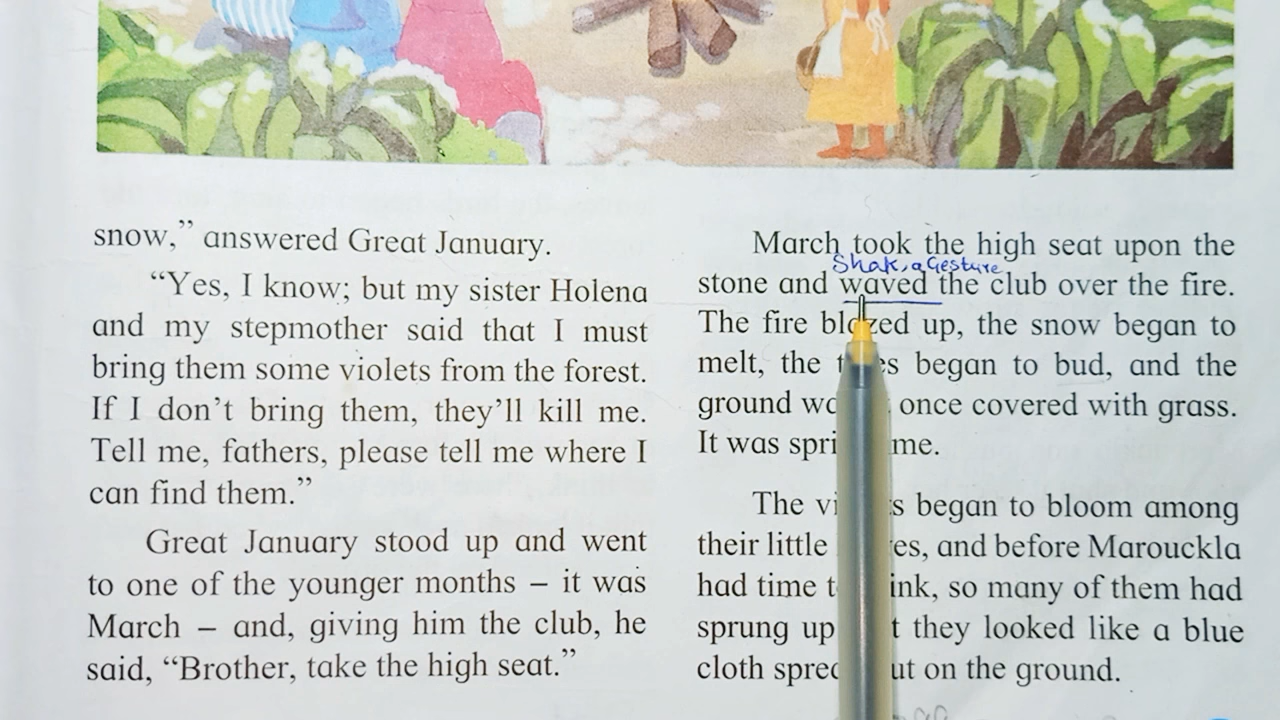 snow,” answered Great January.
“Yes, I know; but my sister Holena
and my stepmother said that I must
bring them some violets from the forest.
If I don’t bring them, they’ll kill me.
Tell me, fathers, please tell me where I
can find them.”
Great January stood up and went
to one of the younger months – it was
March – and, giving him the club, he
said, “Brother, take the high seat.”
March took the high seat upon the
Shak, a Gesture
stone and waved the club over the fire.
The fire blazed up, the snow began to
melt, the began to bud, and the
ground once covered with grass.
It was
The began to bloom among
their little and before Marouckla
had time so many of them had
sprung up they looked like a blue
cloth on the ground.